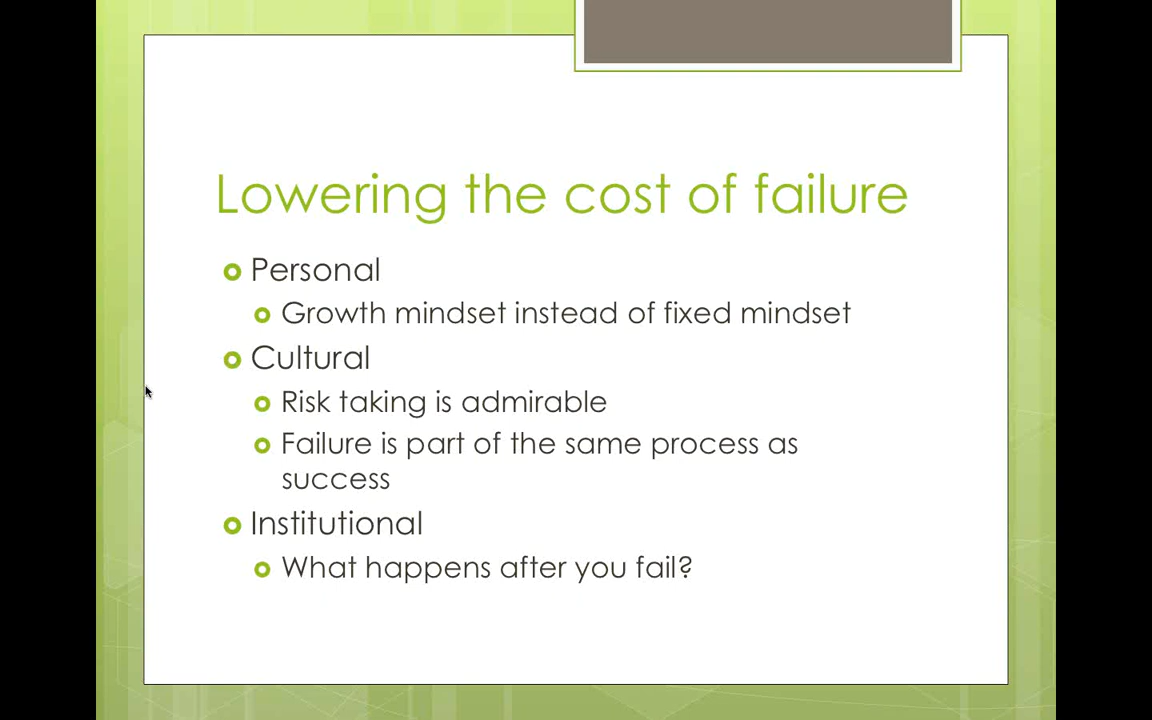 Lowering the cost of failure
Personal
Growth mindset instead of fixed mindset
Cultural
Risk taking is admirable
Failure is part of the same process as
success
Institutional
What happens after you fail?